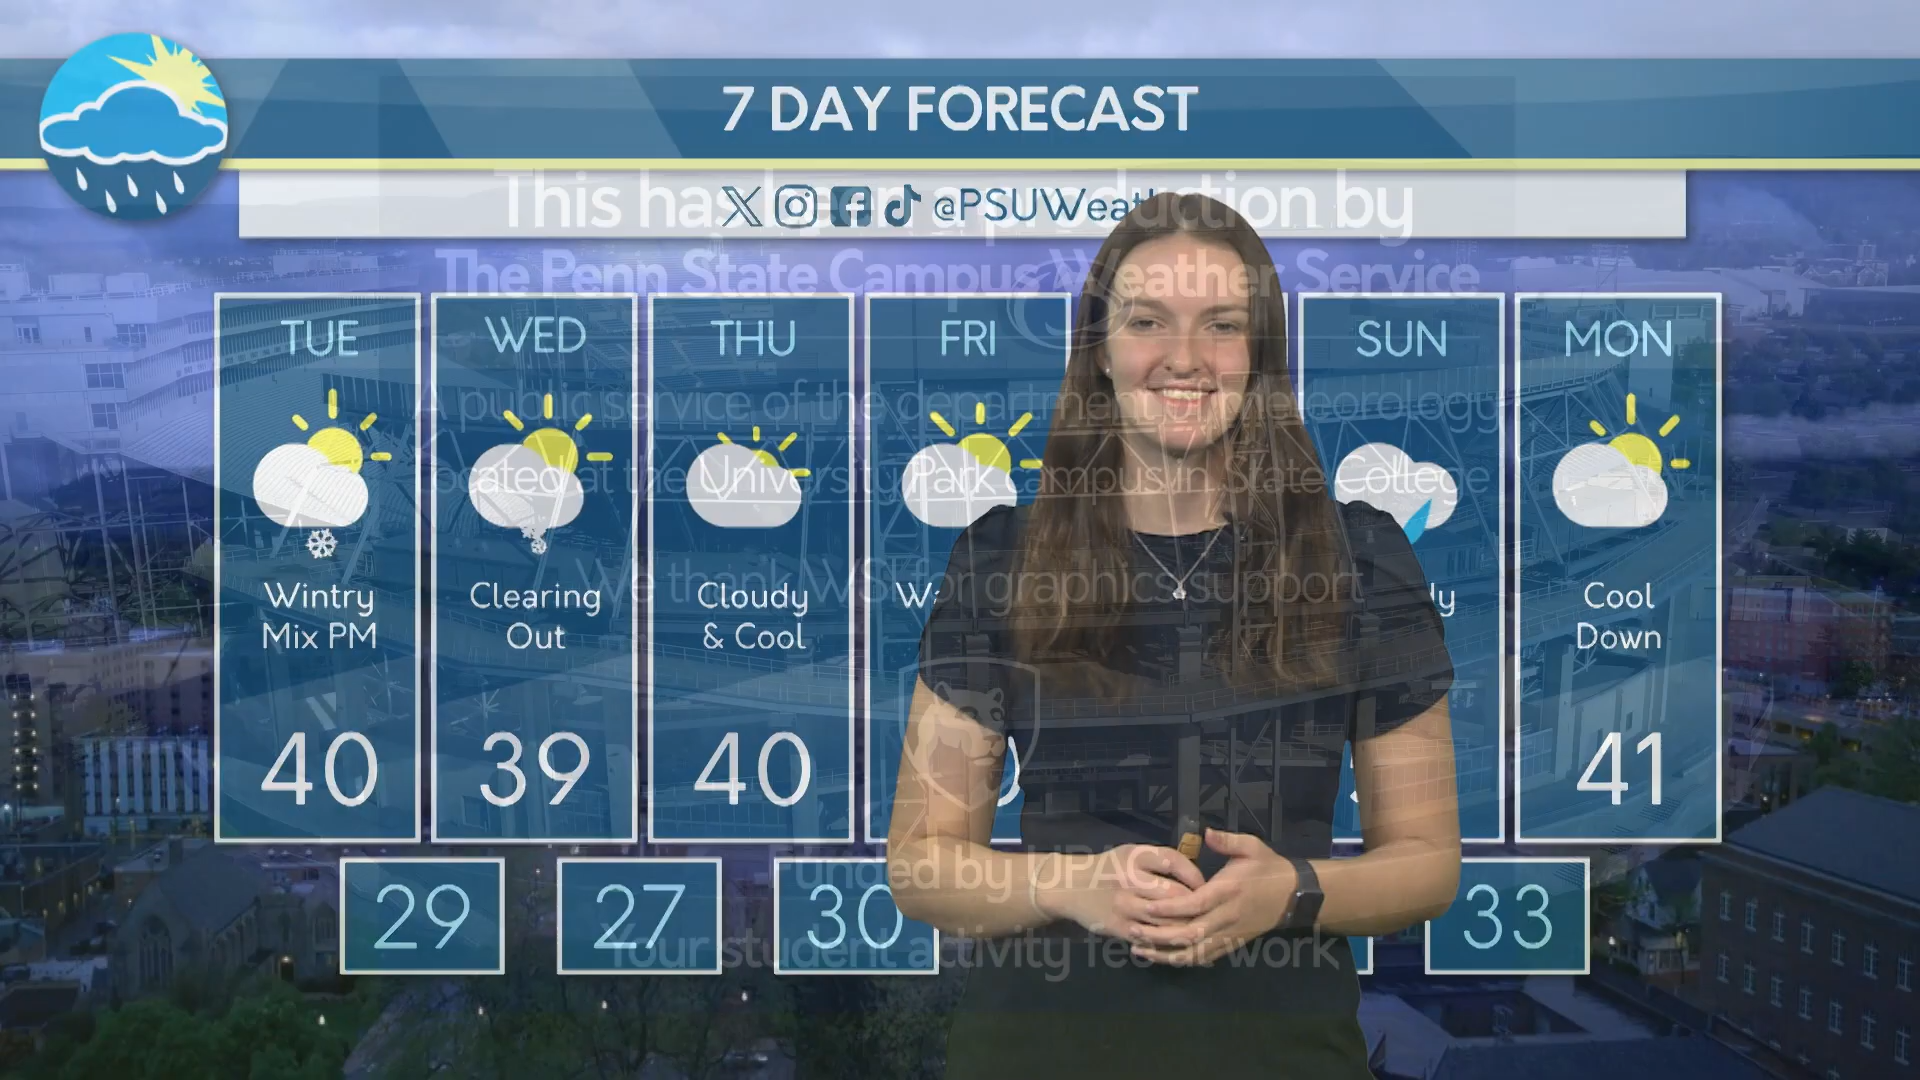 7 DAY FORECAST
@PSUWeat
This has been a production by
The Penn State Campus Weather Service
TUE WED THU FRI SUN MON
A public service of the department of meteorology
located at the University Park campus in State College
We thank WSI for graphics support
Wintry Mix PM
Clearing Out
Cloudy & Cool
Cool Down
40 39 40 41
Funded by UPAC:
Your student activity fee at work
29 27 30 33